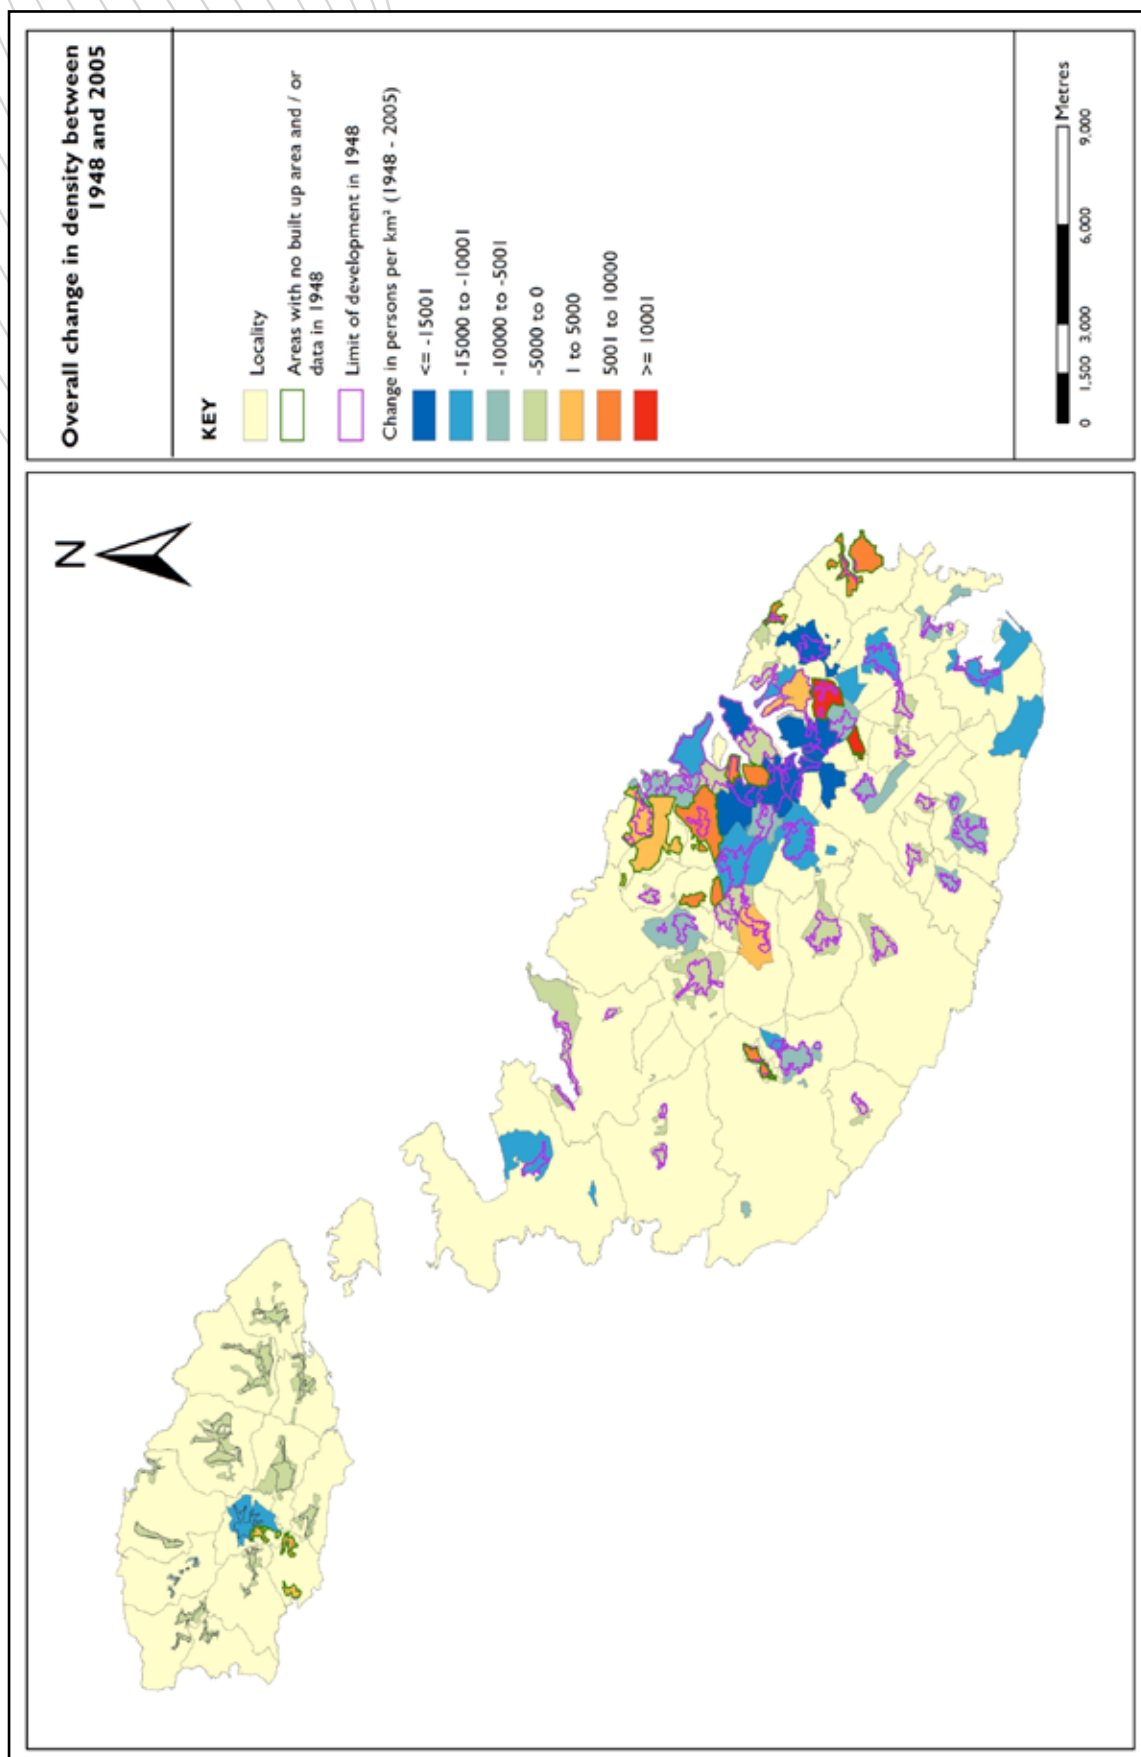 Overall change in density between
1948 and 2005
KEY
Locality
Areas with no built up area and / or
data in 1948
Limit of development in 1948
Change in persons per km² (1948 - 2005)
<= -15001
-15000 to -10001
-10000 to -5001
-5000 to 0
1 to 5000
5001 to 10000
>= 10001
Metres
0 1,500 3,000 6,000 9,000
N